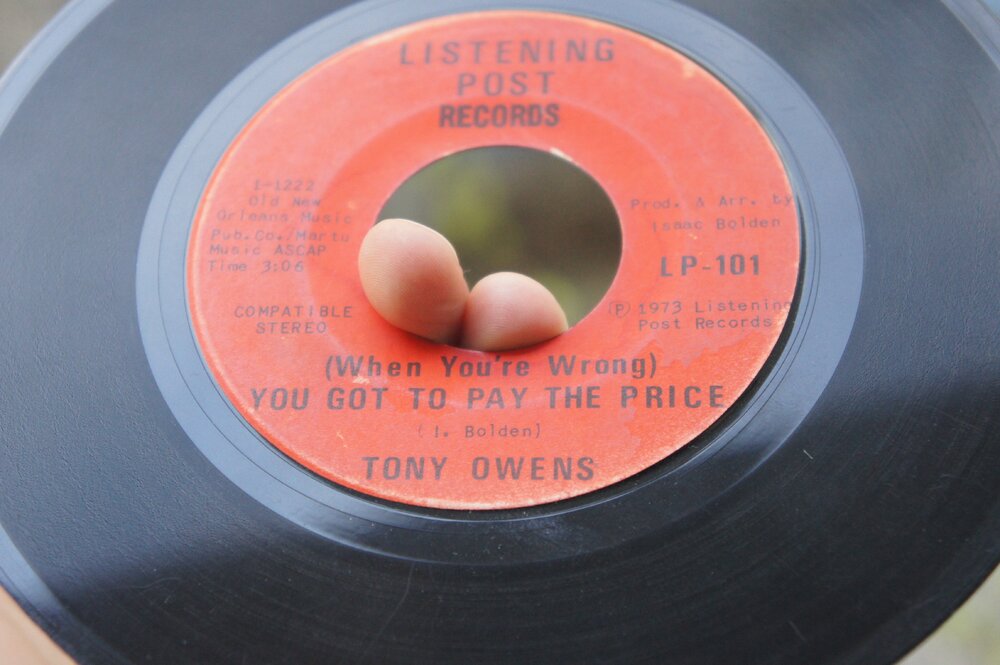 LISTENING
POST
RECORDS
I-1222
Old New
Orleans Music
Pub.Co./Martu
Music ASCAP
Time 3:06
COMPATIBLE
STEREO
Prod. & Arr. by
Isaac Bolden
LP-101
℗ 1973 Listening
Post Records
(When You're Wrong)
YOU GOT TO PAY THE PRICE
(I. Bolden)
TONY OWENS